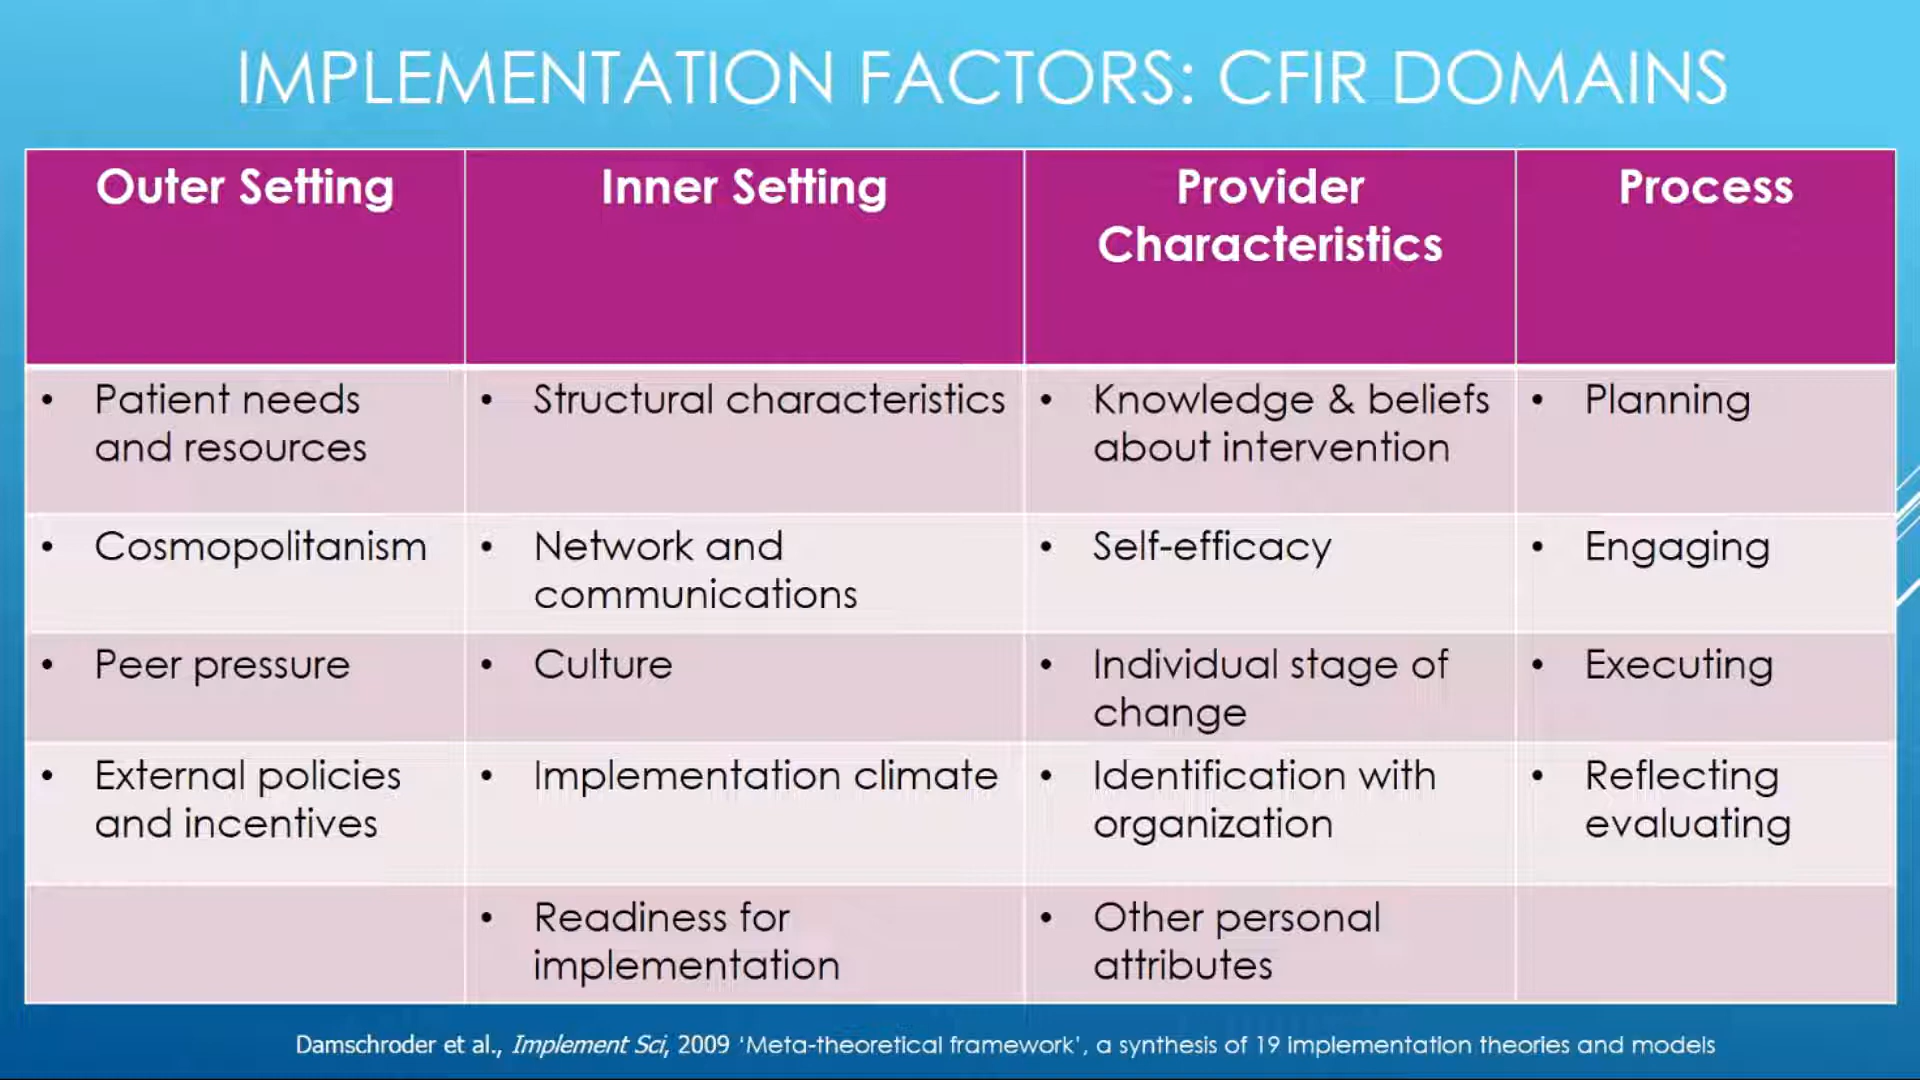 IMPLEMENTATION FACTORS: CFIR DOMAINS
Outer Setting
Inner Setting
Provider
Characteristics
Process
• Patient needs
and resources
• Structural characteristics
• Knowledge & beliefs
about intervention
• Planning
• Cosmopolitanism
• Network and
communications
• Self-efficacy
• Engaging
• Peer pressure
• Culture
• Individual stage of
change
• Executing
• External policies
and incentives
• Implementation climate
• Identification with
organization
• Reflecting
evaluating
• Readiness for
implementation
• Other personal
attributes
Damschroder et al., Implement Sci, 2009 ‘Meta-theoretical framework’, a synthesis of 19 implementation theories and models